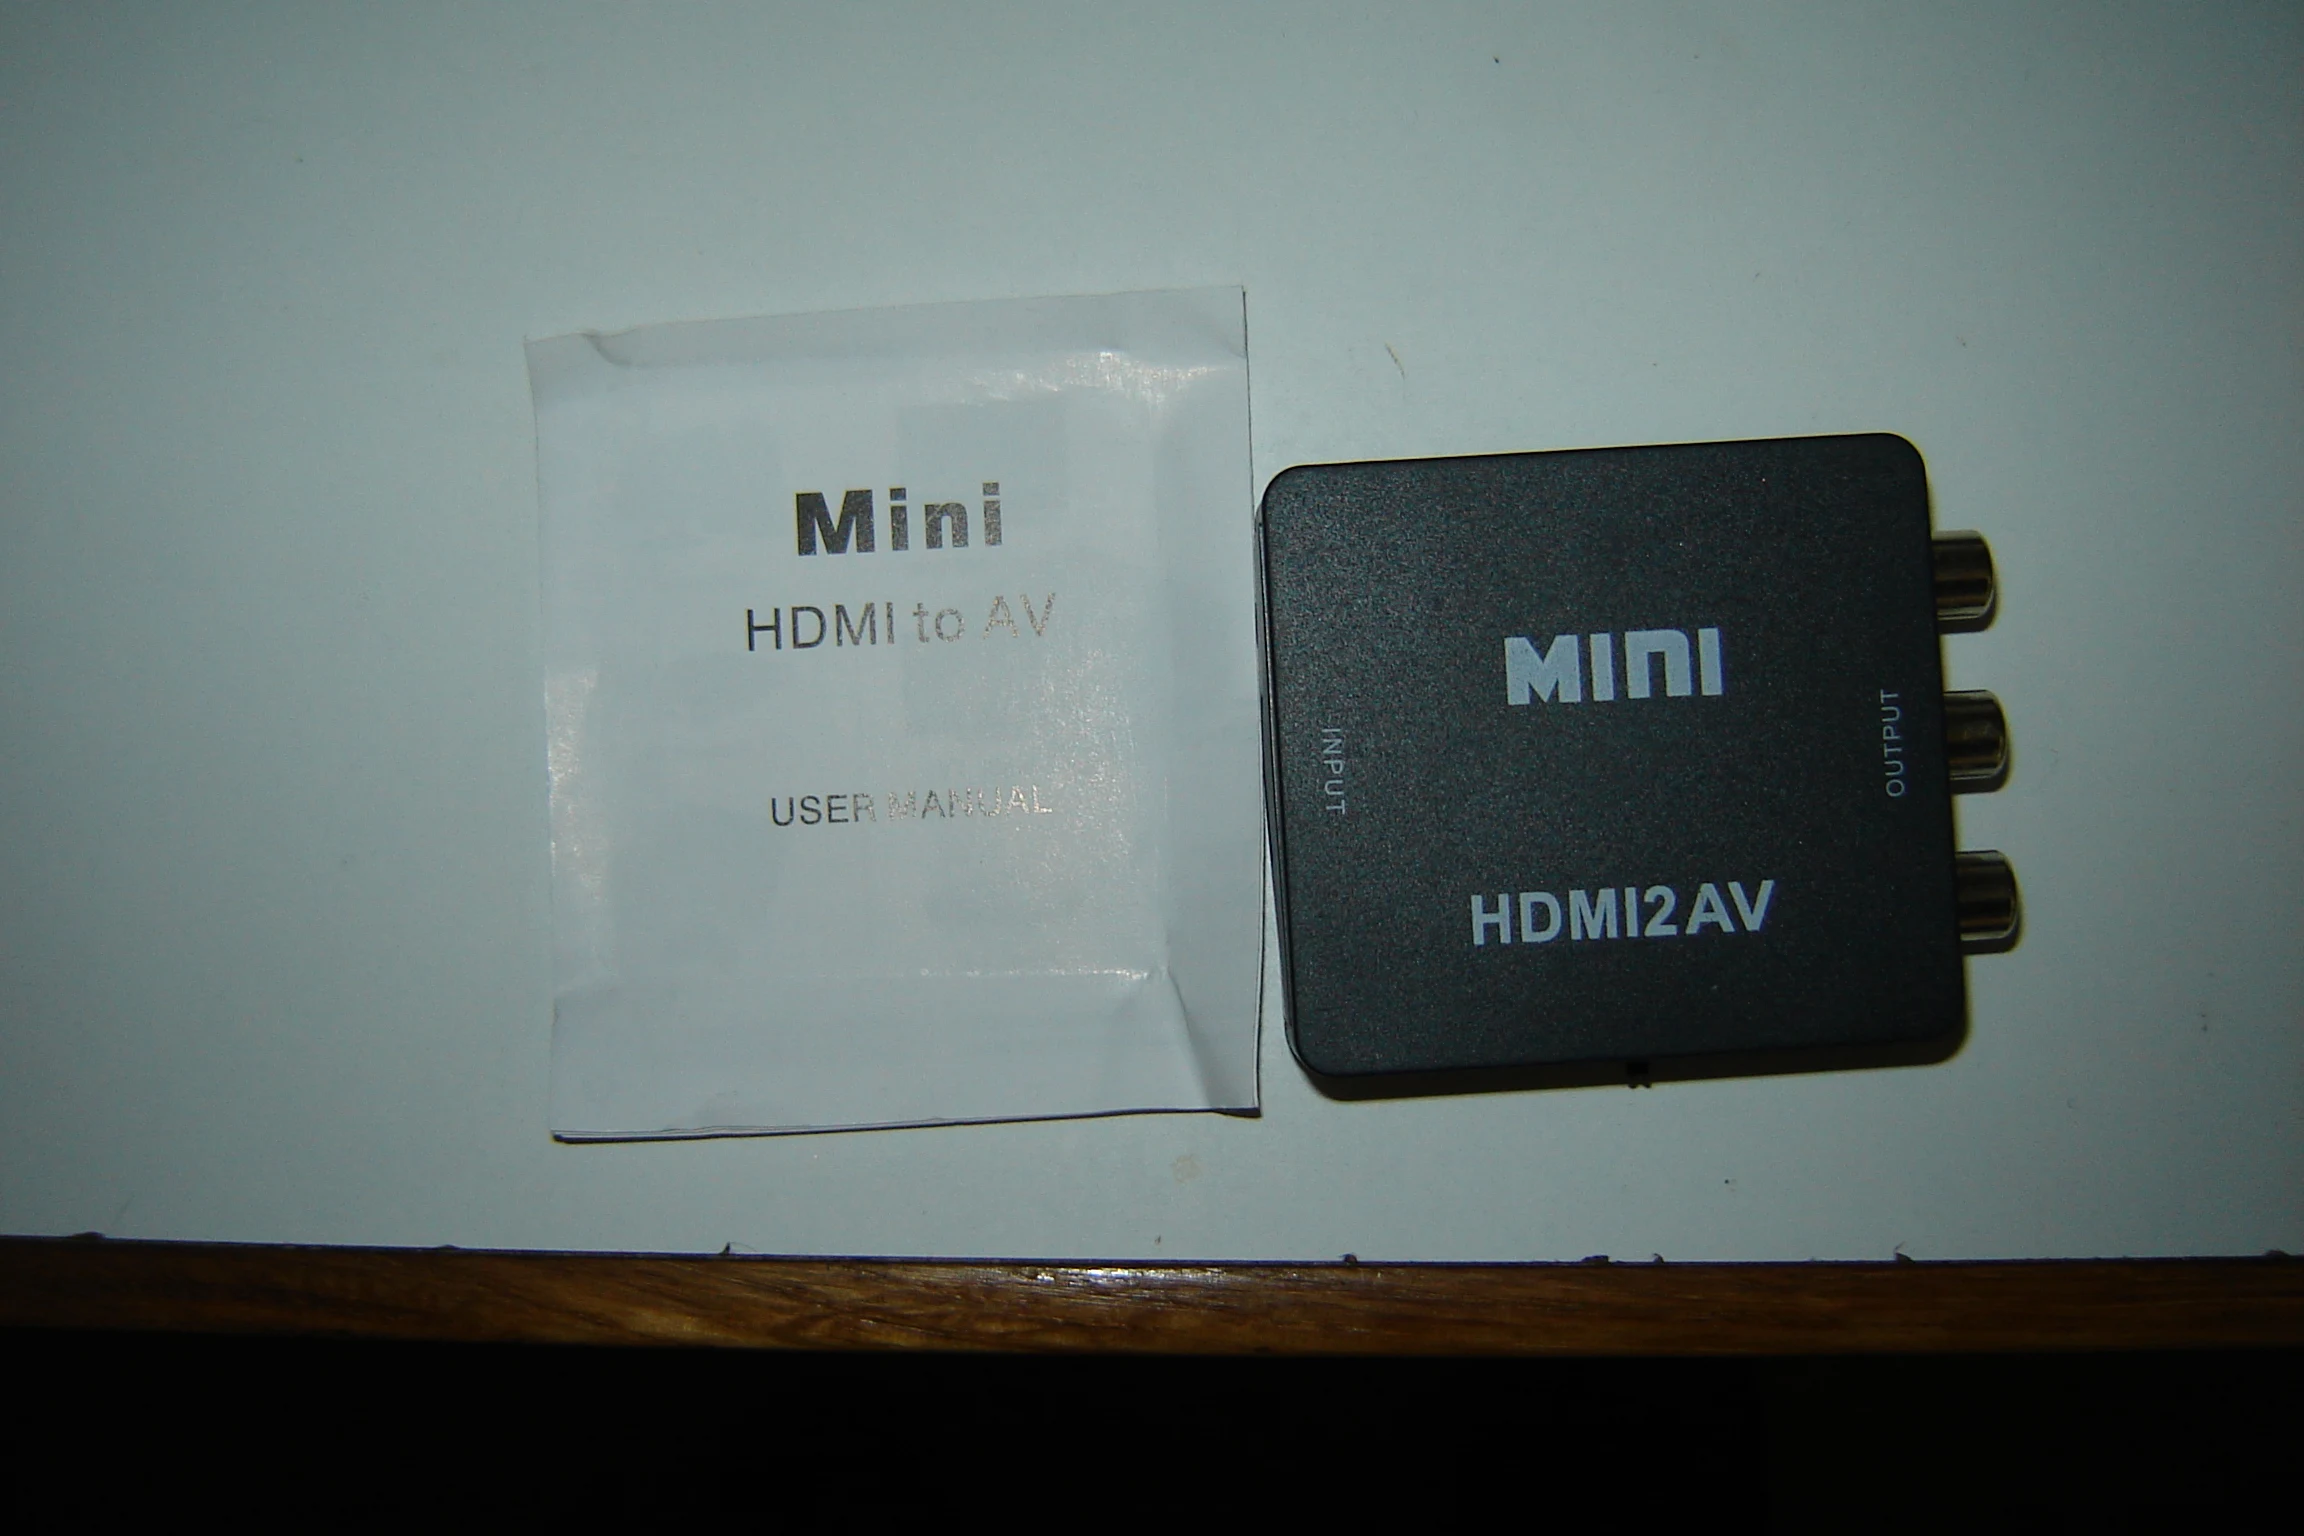 Mini
HDMI to AV
USER MANUAL
MINI
INPUT
OUTPUT
HDMI2AV